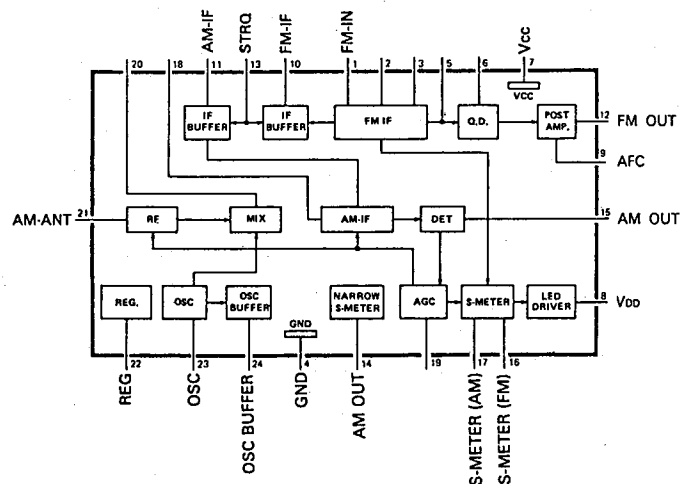 AM-IF
STRQ
FM-IF
FM-IN
Vcc
20
18
11
13
10
1
2
3
5
6
7
VCC
IF BUFFER
IF BUFFER
FM IF
Q.D.
POST AMP.
12
FM OUT
9
AFC
AM-ANT
21
RE
MIX
AM-IF
DET
15
AM OUT
REG.
OSC
OSC BUFFER
GND
NARROW S-METER
AGC
S-METER
LED DRIVER
8
VDD
22
23
24
4
14
19
17
16
REG
OSC
OSC BUFFER
GND
AM OUT
S-METER (AM)
S-METER (FM)